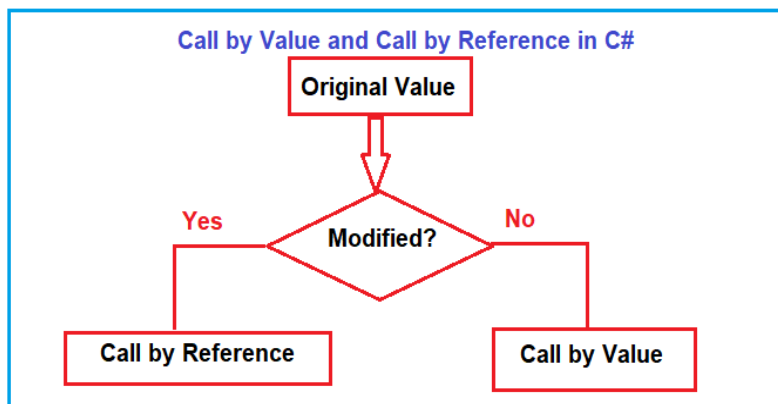 Call by Value and Call by Reference in C#
Original Value
Yes
No
Modified?
Call by Reference
Call by Value